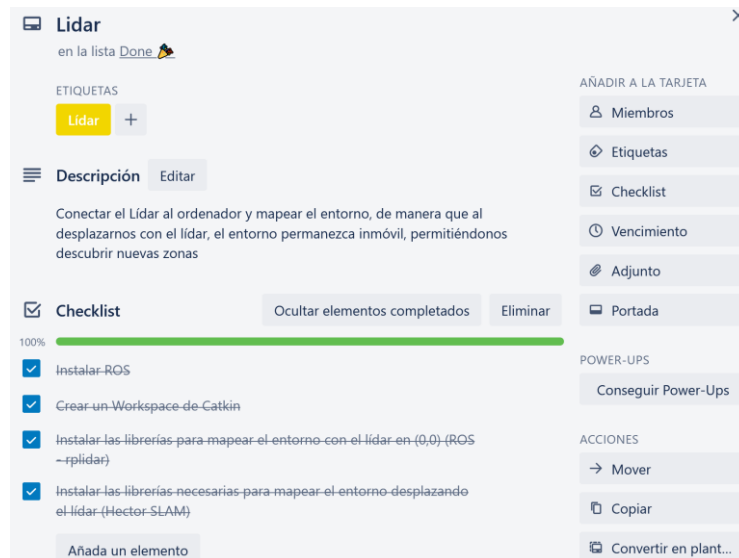 Lidar
en la lista Done
ETIQUETAS
Lídar
Descripción
Editar
Conectar el Lídar al ordenador y mapear el entorno, de manera que al
desplazarnos con el lídar, el entorno permanezca inmóvil, permitiéndonos
descubrir nuevas zonas
Checklist
Ocultar elementos completados
Eliminar
100%
Instalar ROS
Crear un Workspace de Catkin
Instalar las librerías para mapear el entorno con el lídar en (0,0) (ROS
- rplidar)
Instalar las librerías necesarias para mapear el entorno desplazando
el lídar (Hector SLAM)
Añada un elemento
AÑADIR A LA TARJETA
Miembros
Etiquetas
Checklist
Vencimiento
Adjunto
Portada
POWER-UPS
Conseguir Power-Ups
ACCIONES
Mover
Copiar
Convertir en plant...